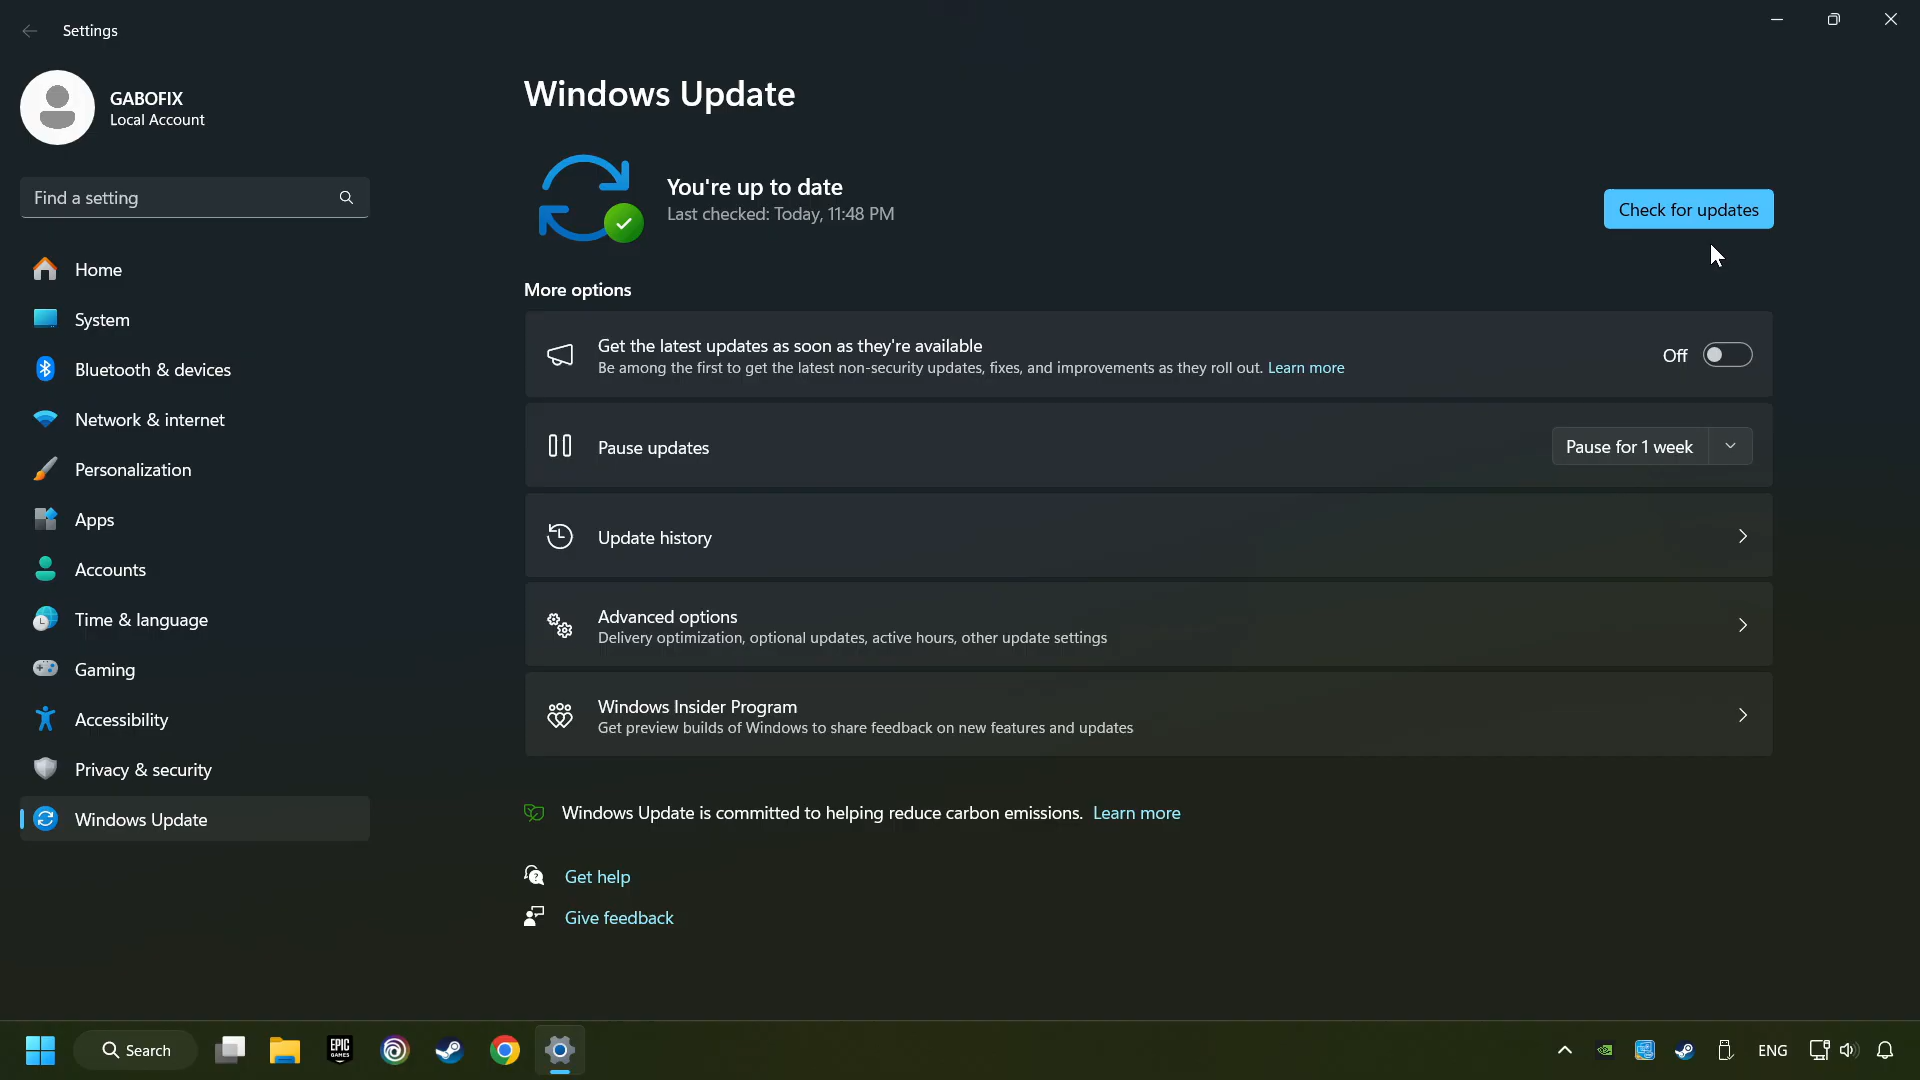 Settings
GABOFIX
Local Account
Find a setting
Home
System
Bluetooth & devices
Network & internet
Personalization
Apps
Accounts
Time & language
Gaming
Accessibility
Privacy & security
Windows Update
Windows Update
You're up to date
Last checked: Today, 11:48 PM
Check for updates
More options
Get the latest updates as soon as they're available
Be among the first to get the latest non-security updates, fixes, and improvements as they roll out. Learn more
Off
Pause updates
Pause for 1 week
Update history
Advanced options
Delivery optimization, optional updates, active hours, other update settings
Windows Insider Program
Get preview builds of Windows to share feedback on new features and updates
Windows Update is committed to helping reduce carbon emissions. Learn more
Get help
Give feedback
Search
EPIC
GAMES
ENG